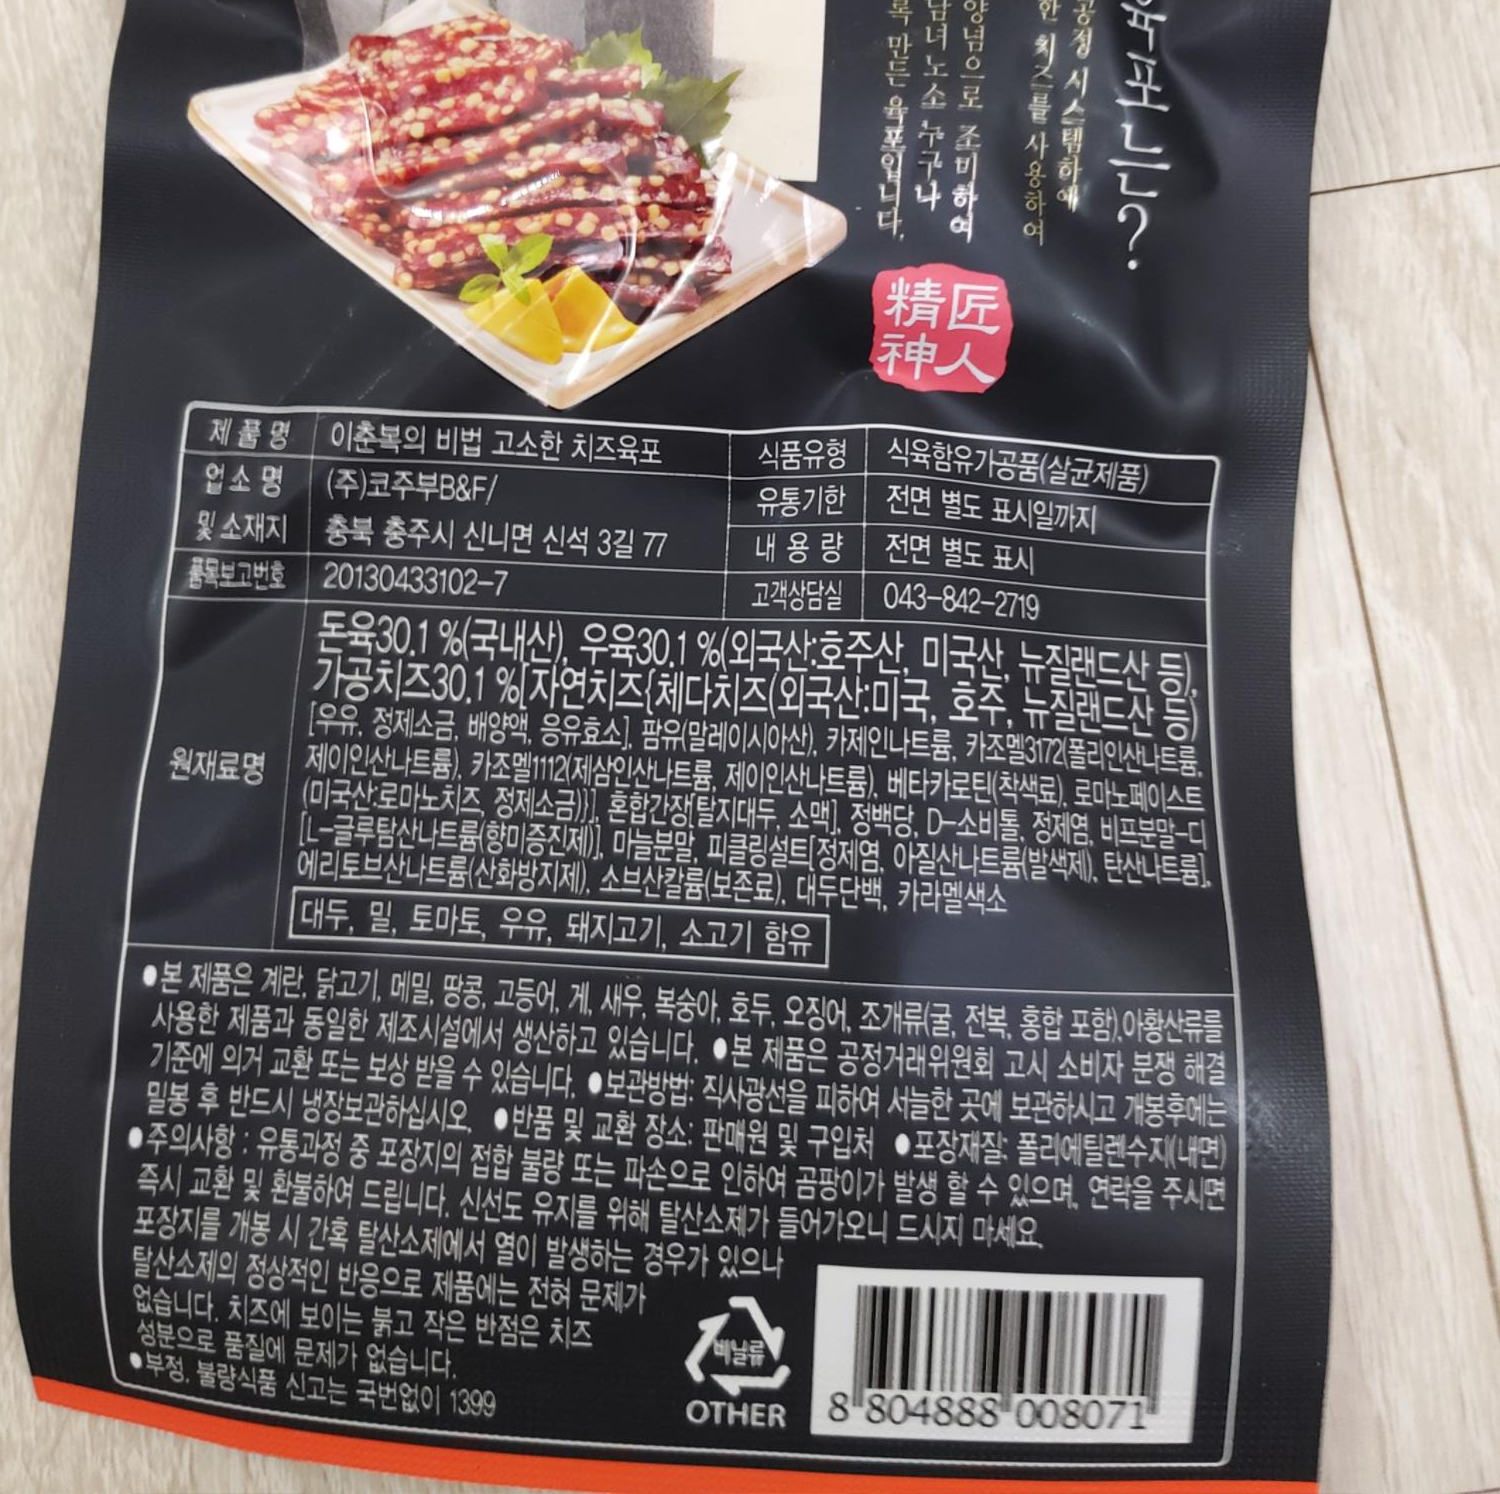 육포는?
공정 시스템하에
한 치즈를 사용하여
양념으로 조비하여
남녀노소 누구나
록 만든 육포입니다.
匠人
精神
제품명 이춘복의 비법 고소한 치즈육포
식품유형 식육함유가공품(살균제품)
업소명 (주)코주부B&F/
및 소재지 충북 충주시 신니면 신석 3길 77
유통기한 전면 별도 표시일까지
내용량 전면 별도 표시
품목보고번호 20130433102-7
고객상담실 043-842-2719
원재료명
돈육30.1 %(국내산), 우육30.1 %(외국산:호주산, 미국산, 뉴질랜드산 등),
가공치즈30.1 %[자연치즈{체다치즈(외국산:미국, 호주, 뉴질랜드산 등)
[우유, 정제소금, 배양액, 응유효소], 팜유(말레이시아산), 카제인나트륨, 카조멜3172(폴리인산나트륨,
제이인산나트륨), 카조멜1112(제삼인산나트륨, 제이인산나트륨), 베타카로틴(착색료), 로마노페이스트
(미국산:로마노치즈, 정제소금)}], 혼합간장[탈지대두, 소맥], 정백당, D-소비톨, 정제염, 비프분말-디
[L-글루탐산나트륨(향미증진제)], 마늘분말, 피클링설트[정제염, 아질산나트륨(발색제), 탄산나트륨],
에리토브산나트륨(산화방지제), 소브산칼륨(보존료), 대두단백, 카라멜색소
대두, 밀, 토마토, 우유, 돼지고기, 소고기 함유
●본 제품은 계란, 닭고기, 메밀, 땅콩, 고등어, 게, 새우, 복숭아, 호두, 오징어, 조개류(굴, 전복, 홍합 포함),아황산류를
사용한 제품과 동일한 제조시설에서 생산하고 있습니다. ●본 제품은 공정거래위원회 고시 소비자 분쟁 해결
기준에 의거 교환 또는 보상 받을 수 있습니다. ●보관방법: 직사광선을 피하여 서늘한 곳에 보관하시고 개봉후에는
밀봉 후 반드시 냉장보관하십시오. ●반품 및 교환 장소: 판매원 및 구입처 ●포장재질: 폴리에틸렌수지(내면)
●주의사항 : 유통과정 중 포장지의 접합 불량 또는 파손으로 인하여 곰팡이가 발생 할 수 있으며, 연락을 주시면
즉시 교환 및 환불하여 드립니다. 신선도 유지를 위해 탈산소제가 들어가오니 드시지 마세요.
포장지를 개봉 시 간혹 탈산소제에서 열이 발생하는 경우가 있으나
탈산소제의 정상적인 반응으로 제품에는 전혀 문제가
없습니다. 치즈에 보이는 붉고 작은 반점은 치즈
성분으로 품질에 문제가 없습니다.
●부정, 불량식품 신고는 국번없이 1399
비닐류
OTHER
8 804888 008071